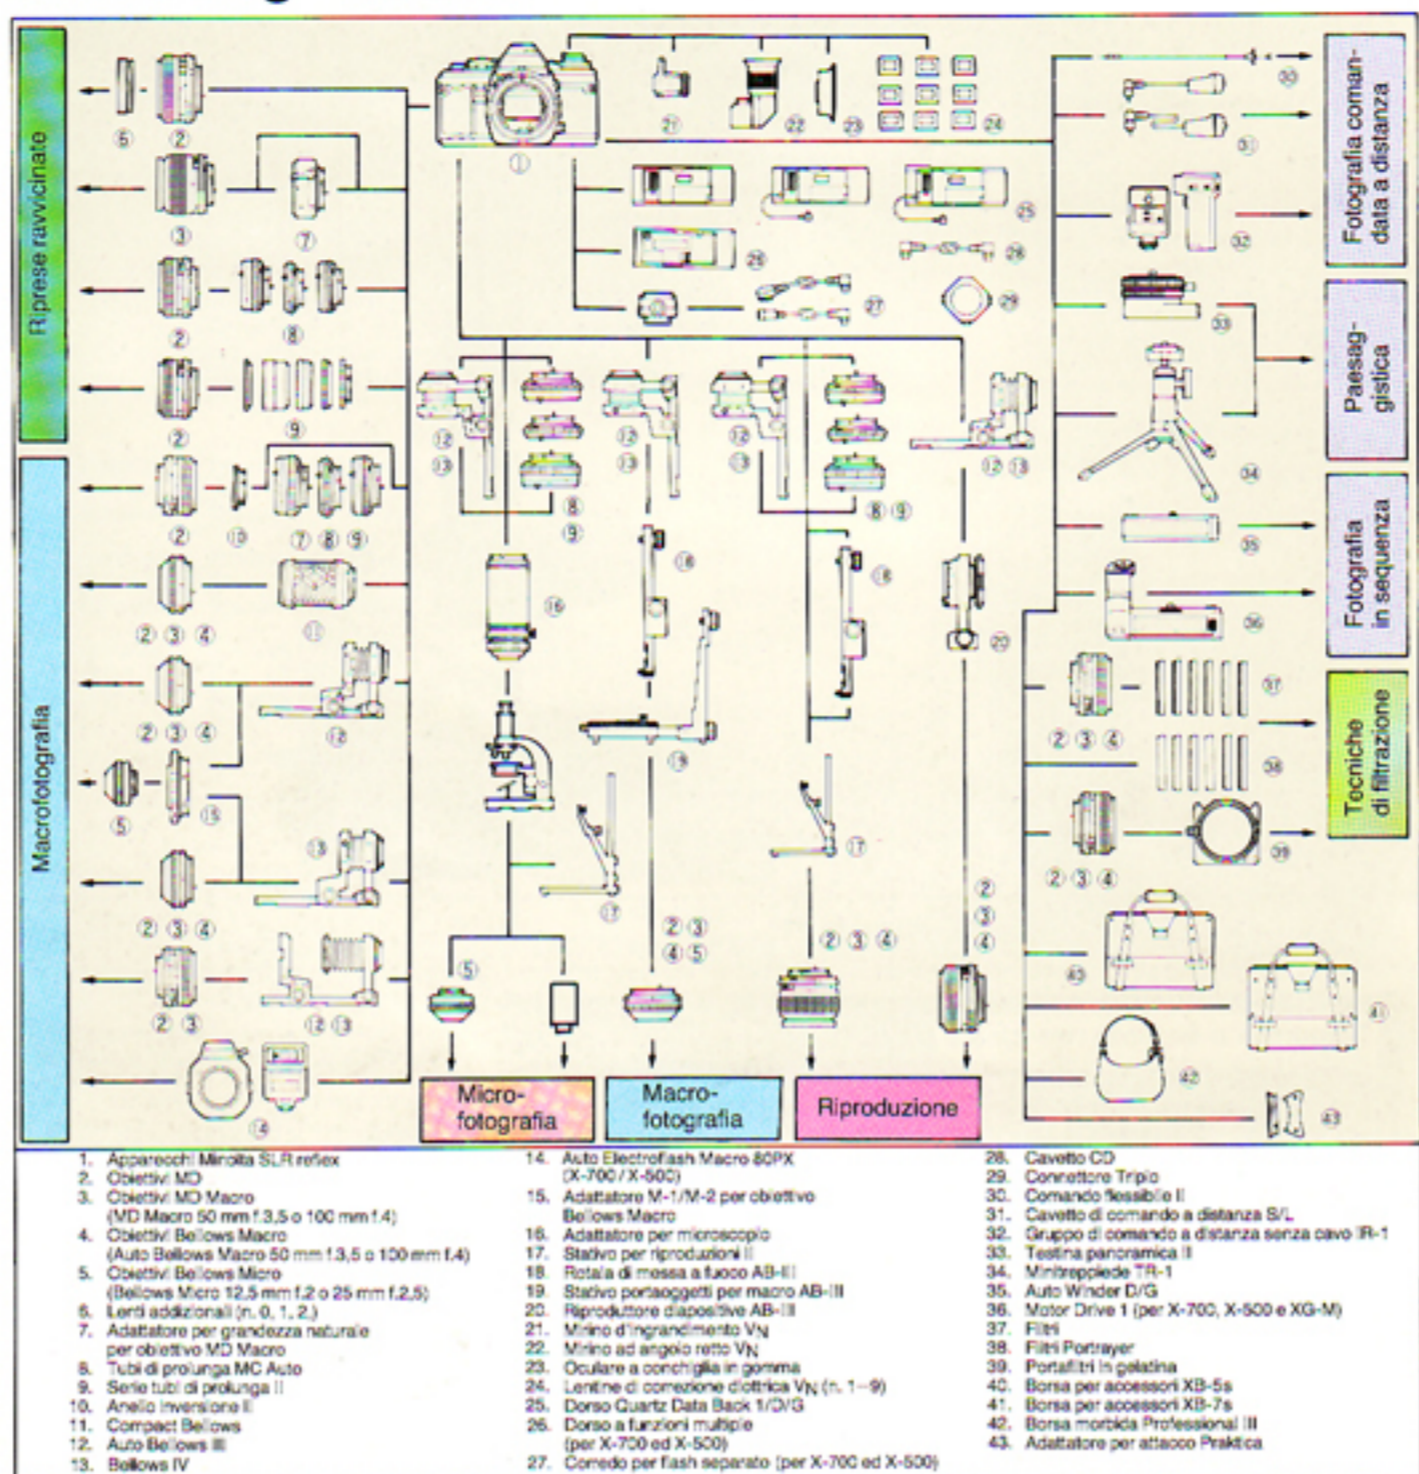 Riprese ravvicinate
Macrofotografia
Fotografia coman-
data a distanza
Paesag-
gistica
Fotografia
in sequenza
Tecniche
di filtrazione
Micro-
fotografia
Macro-
fotografia
Riproduzione
1. Apparecchi Minolta SLR reflex
2. Obiettivi MD
3. Obiettivi MD Macro
(MD Macro 50 mm f.3,5 o 100 mm f.4)
4. Obiettivi Bellows Macro
(Auto Bellows Macro 50 mm f.3,5 o 100 mm f.4)
5. Obiettivi Bellows Micro
(Bellows Micro 12,5 mm f.2 o 25 mm f.2,5)
6. Lenti addizionali (n. 0, 1, 2,)
7. Adattatore per grandezza naturale
per obiettivo MD Macro
8. Tubi di prolunga MC Auto
9. Serie tubi di prolunga II
10. Anello inversione II
11. Compact Bellows
12. Auto Bellows III
13. Bellows IV
14. Auto Electroflash Macro 80PX
(X-700 / X-500)
15. Adattatore M-1/M-2 per obiettivo
Bellows Macro
16. Adattatore per microscopio
17. Stativo per riproduzioni II
18. Rotaia di messa a fuoco AB-III
19. Stativo portaoggetti per macro AB-III
20. Riproduttore diapositive AB-III
21. Mirino d'ingrandimento VN
22. Mirino ad angolo retto VN
23. Oculare a conchiglia in gomma
24. Lentine di correzione diottrica VN (n. 1–9)
25. Dorso Quartz Data Back 1/D/G
26. Dorso a funzioni multiple
(per X-700 ed X-500)
27. Corredo per flash separato (per X-700 ed X-500)
28. Cavetto CD
29. Connettore Triplo
30. Comando flessibile II
31. Cavetto di comando a distanza S/L
32. Gruppo di comando a distanza senza cavo IR-1
33. Testina panoramica II
34. Minitreppiede TR-1
35. Auto Winder D/G
36. Motor Drive 1 (per X-700, X-500 e XG-M)
37. Filtri
38. Filtri Portrayer
39. Portafiltri in gelatina
40. Borsa per accessori XB-5s
41. Borsa per accessori XB-7s
42. Borsa morbida Professional III
43. Adattatore per attacco Praktica